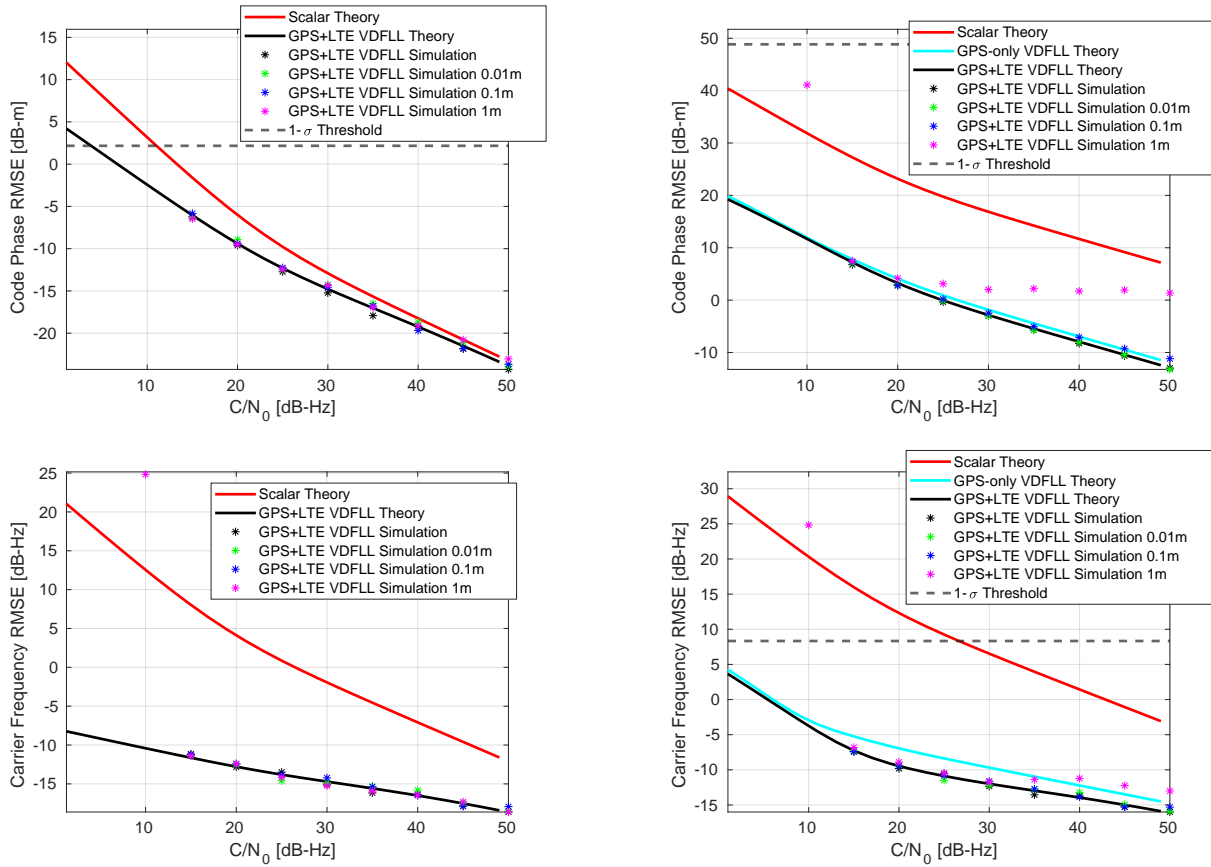 Scalar Theory
GPS+LTE VDFLL Theory
GPS+LTE VDFLL Simulation
GPS+LTE VDFLL Simulation 0.01m
GPS+LTE VDFLL Simulation 0.1m
GPS+LTE VDFLL Simulation 1m
1-σ Threshold
Code Phase RMSE [dB-m]
15
10
5
0
-5
-10
-15
-20
10 20 30 40 50
C/N0 [dB-Hz]
Scalar Theory
GPS-only VDFLL Theory
GPS+LTE VDFLL Theory
GPS+LTE VDFLL Simulation
GPS+LTE VDFLL Simulation 0.01m
GPS+LTE VDFLL Simulation 0.1m
GPS+LTE VDFLL Simulation 1m
1-σ Threshold
Code Phase RMSE [dB-m]
50
40
30
20
10
0
-10
10 20 30 40 50
C/N0 [dB-Hz]
Scalar Theory
GPS+LTE VDFLL Theory
GPS+LTE VDFLL Simulation
GPS+LTE VDFLL Simulation 0.01m
GPS+LTE VDFLL Simulation 0.1m
GPS+LTE VDFLL Simulation 1m
Carrier Frequency RMSE [dB-Hz]
25
20
15
10
5
0
-5
-10
-15
10 20 30 40 50
C/N0 [dB-Hz]
Scalar Theory
GPS-only VDFLL Theory
GPS+LTE VDFLL Theory
GPS+LTE VDFLL Simulation
GPS+LTE VDFLL Simulation 0.01m
GPS+LTE VDFLL Simulation 0.1m
GPS+LTE VDFLL Simulation 1m
1-σ Threshold
Carrier Frequency RMSE [dB-Hz]
30
25
20
15
10
5
0
-5
-10
-15
10 20 30 40 50
C/N0 [dB-Hz]